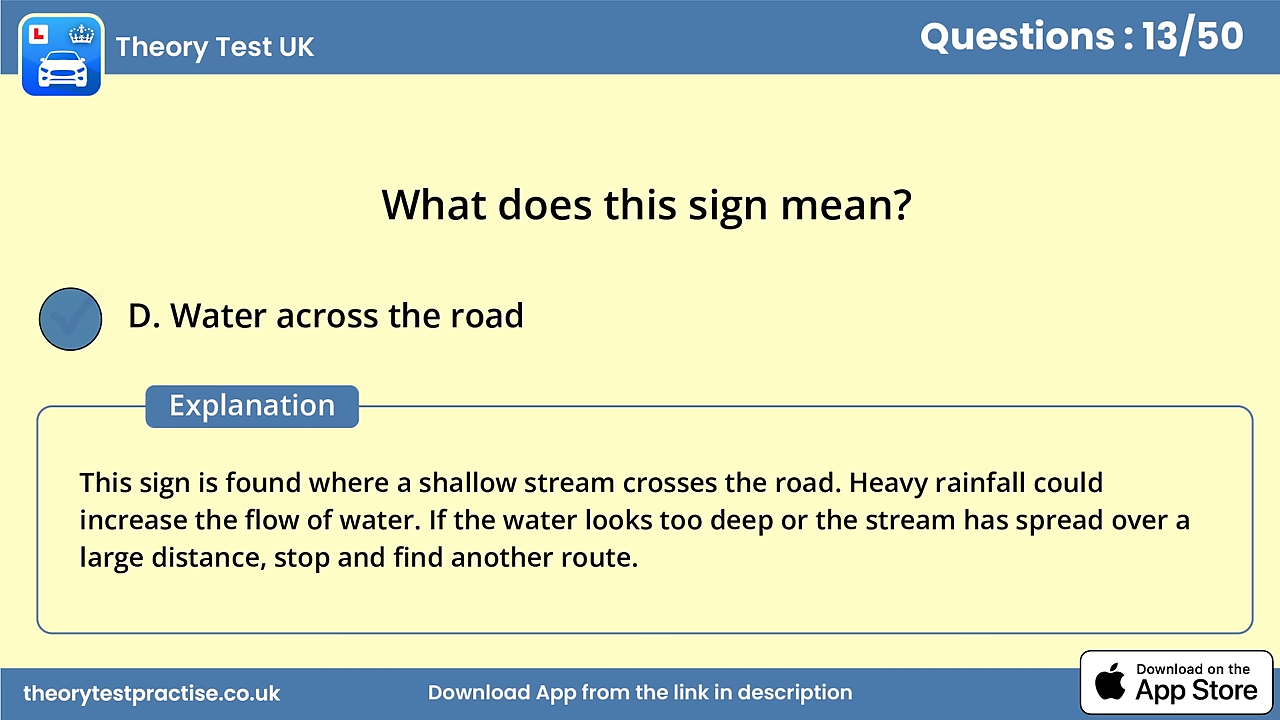 L
Theory Test UK
Questions : 13/50
What does this sign mean?
D. Water across the road
Explanation
This sign is found where a shallow stream crosses the road. Heavy rainfall could
increase the flow of water. If the water looks too deep or the stream has spread over a
large distance, stop and find another route.
theorytestpractise.co.uk
Download App from the link in description
Download on the
App Store